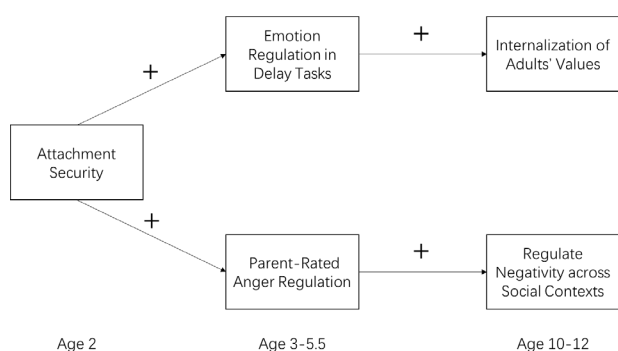 Emotion
Regulation in
Delay Tasks
+
Internalization of
Adults' Values
+
Attachment
Security
+
Parent-Rated
Anger Regulation
+
Regulate
Negativity across
Social Contexts
Age 2
Age 3-5.5
Age 10-12